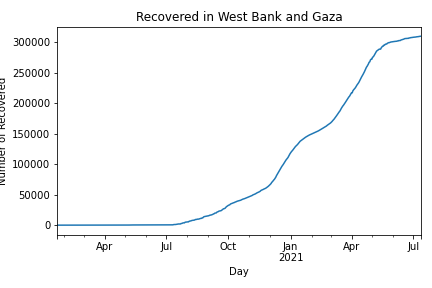 Recovered in West Bank and Gaza
300000
250000
200000
150000
100000
50000
0
Number of Recovered
Apr
Jul
Oct
Jan
2021
Apr
Jul
Day